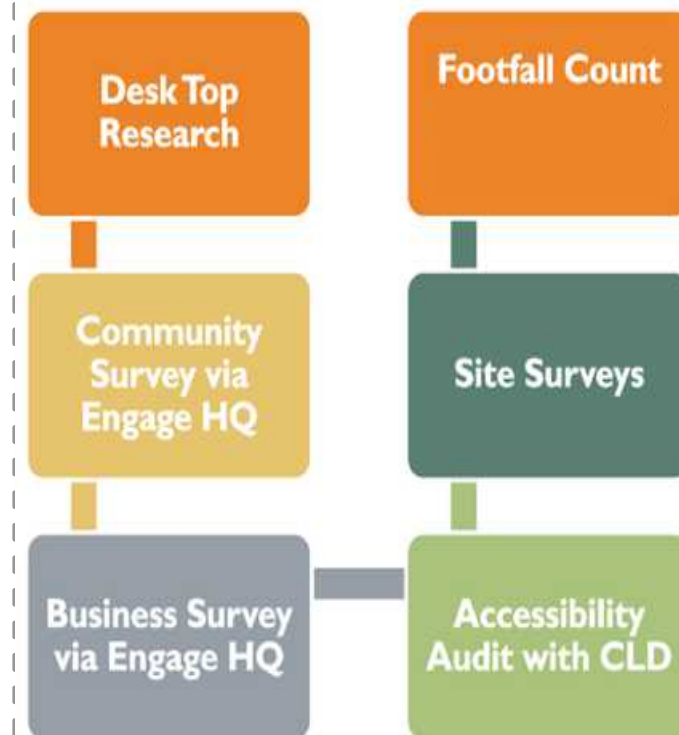 Desk Top
Research
Community
Survey via
Engage HQ
Business Survey
via Engage HQ
Accessibility
Audit with CLD
Site Surveys
Footfall Count